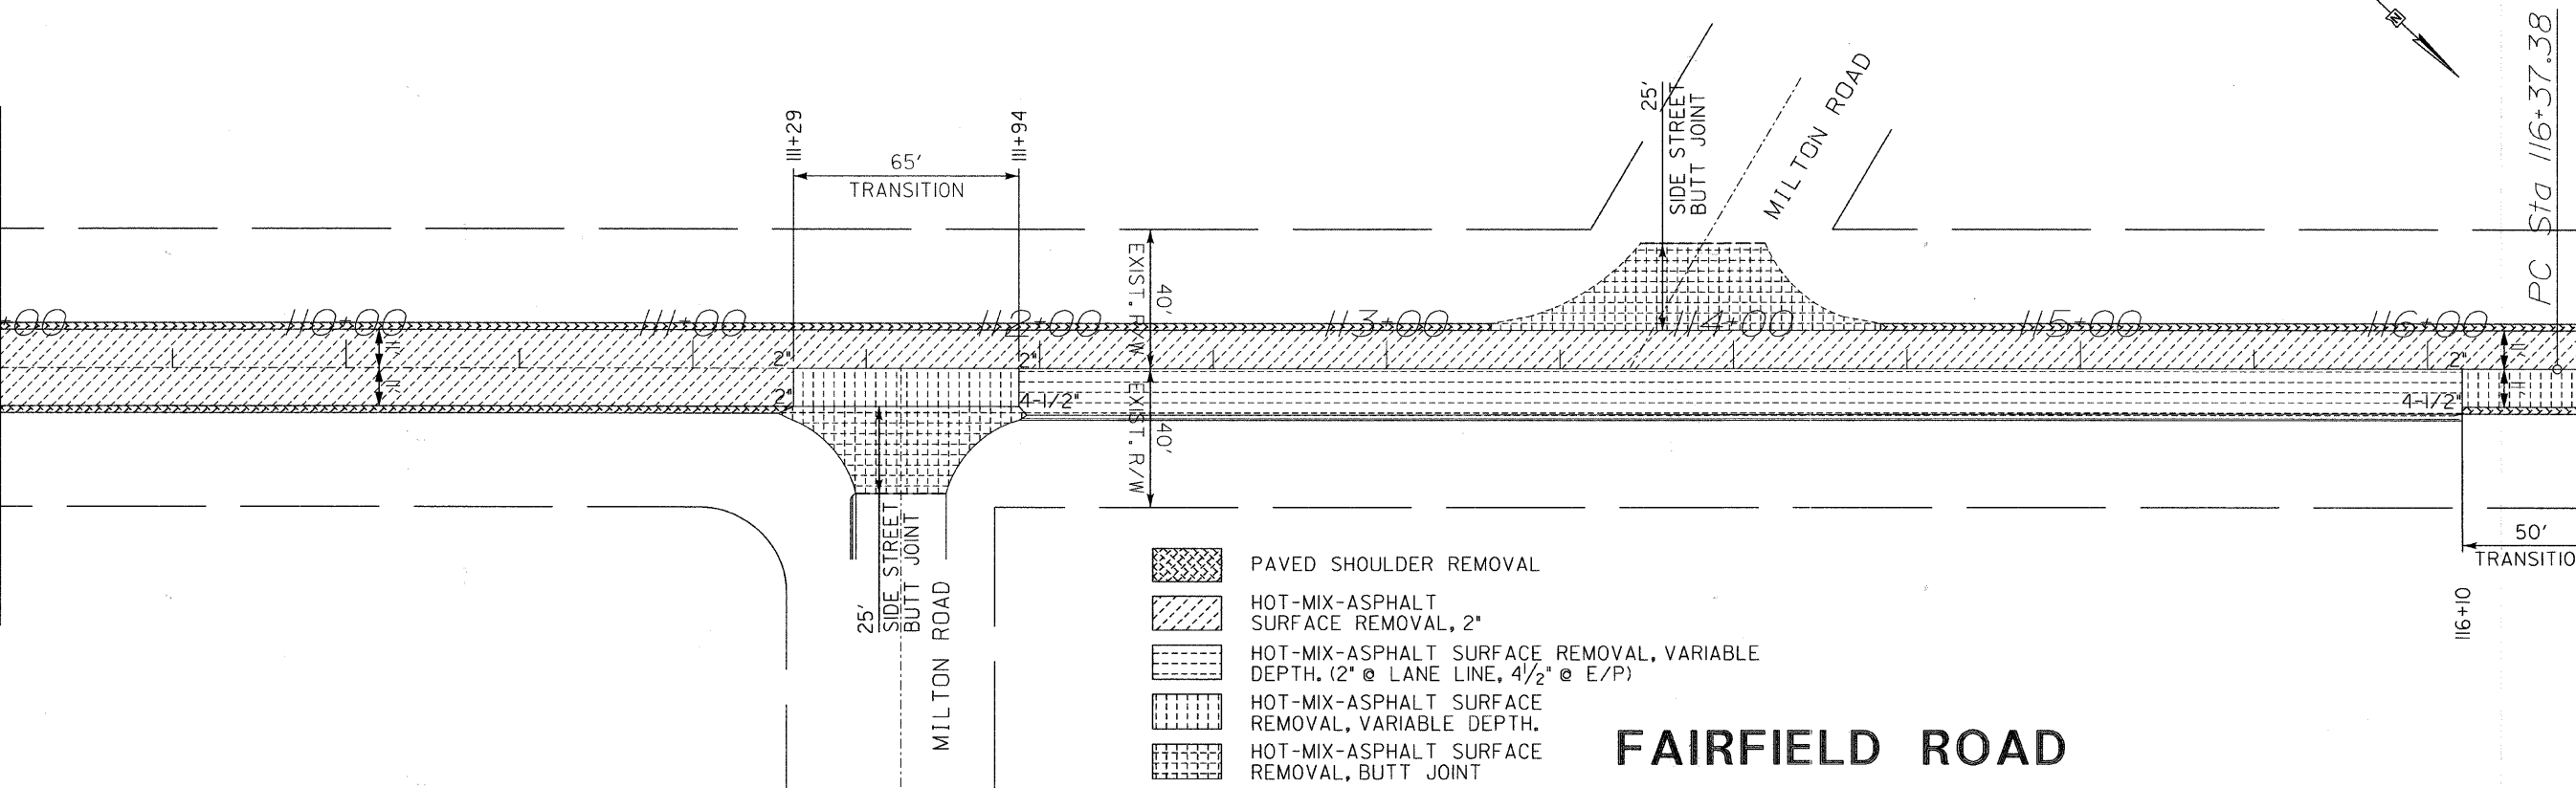 N
PC Sta 116+37.38
111+29
111+94
65'
TRANSITION
25'
SIDE STREET
BUTT JOINT
MILTON ROAD
40'
EXIST. R/W
40'
EXIST. R/W
+00
110+00
111+00
112+00
113+00
114+00
115+00
116+00
11'
11'
2"
2"
2"
4-1/2"
2"
4-1/2"
11'
11'
25'
SIDE STREET
BUTT JOINT
MILTON ROAD
50'
TRANSITIO
116+10
PAVED SHOULDER REMOVAL
HOT-MIX-ASPHALT
SURFACE REMOVAL, 2"
HOT-MIX-ASPHALT SURFACE REMOVAL, VARIABLE
DEPTH. (2" @ LANE LINE, 4½" @ E/P)
HOT-MIX-ASPHALT SURFACE
REMOVAL, VARIABLE DEPTH.
HOT-MIX-ASPHALT SURFACE
REMOVAL, BUTT JOINT
FAIRFIELD ROAD